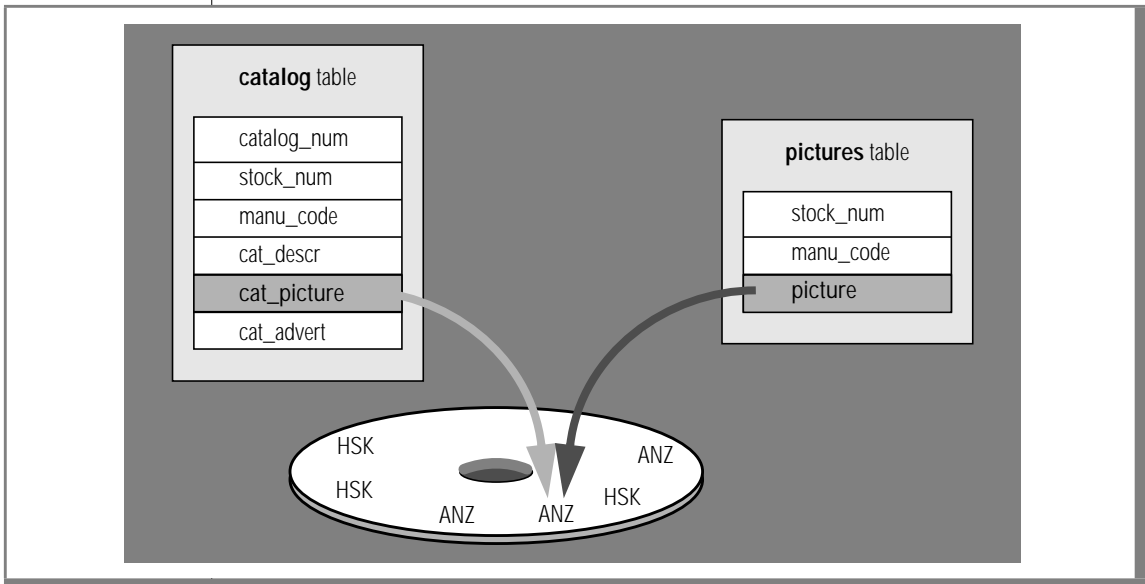 catalog table
catalog_num
stock_num
manu_code
cat_descr
cat_picture
cat_advert
pictures table
stock_num
manu_code
picture
HSK
ANZ
HSK
HSK
ANZ
ANZ